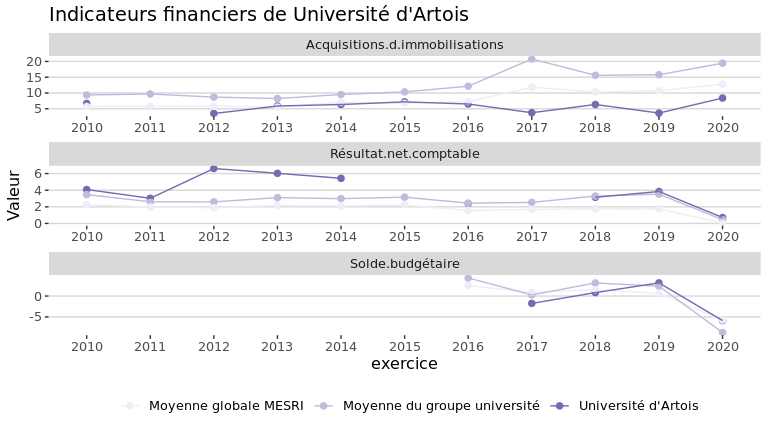 Indicateurs financiers de Université d'Artois
Acquisitions.d.immobilisations
20
15
10
5
2010 2011 2012 2013 2014 2015 2016 2017 2018 2019 2020
Résultat.net.comptable
6
4
2
0
2010 2011 2012 2013 2014 2015 2016 2017 2018 2019 2020
Valeur
Solde.budgétaire
0
-5
2010 2011 2012 2013 2014 2015 2016 2017 2018 2019 2020
exercice
Moyenne globale MESRI Moyenne du groupe université Université d'Artois